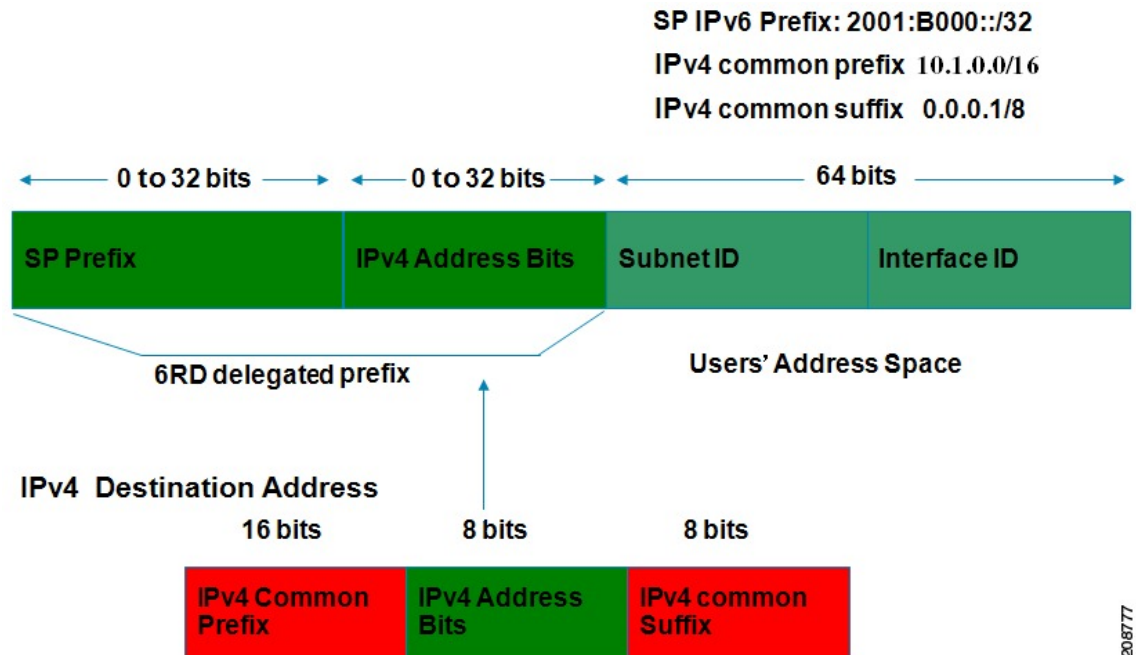 SP IPv6 Prefix: 2001:B000::/32
IPv4 common prefix 10.1.0.0/16
IPv4 common suffix 0.0.0.1/8
0 to 32 bits
0 to 32 bits
64 bits
SP Prefix
IPv4 Address Bits
Subnet ID
Interface ID
6RD delegated prefix
Users' Address Space
IPv4 Destination Address
16 bits
8 bits
8 bits
IPv4 Common
Prefix
IPv4 Address
Bits
IPv4 common
Suffix
208777